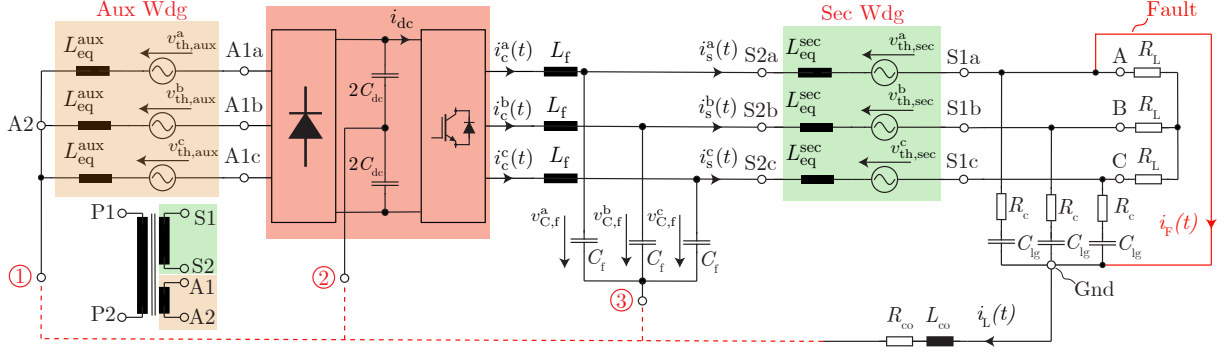 Aux Wdg
Sec Wdg
Fault
L_eq^aux
v_th,aux^a
A1a
i_dc
i_c^a(t)
L_f
i_s^a(t)
S2a
L_eq^sec
v_th,sec^a
S1a
A
R_L
2C_dc
A2
L_eq^aux
v_th,aux^b
A1b
i_c^b(t)
L_f
i_s^b(t)
S2b
L_eq^sec
v_th,sec^b
S1b
B
R_L
L_eq^aux
v_th,aux^c
A1c
2C_dc
i_c^c(t)
L_f
i_s^c(t)
S2c
L_eq^sec
v_th,sec^c
S1c
C
R_L
P1
S1
S2
A1
A2
P2
v_C,f^a
C_f
v_C,f^b
C_f
v_C,f^c
C_f
R_c
R_c
R_c
i_F(t)
C_lg
C_lg
C_lg
①
②
③
Gnd
R_co
L_co
i_L(t)